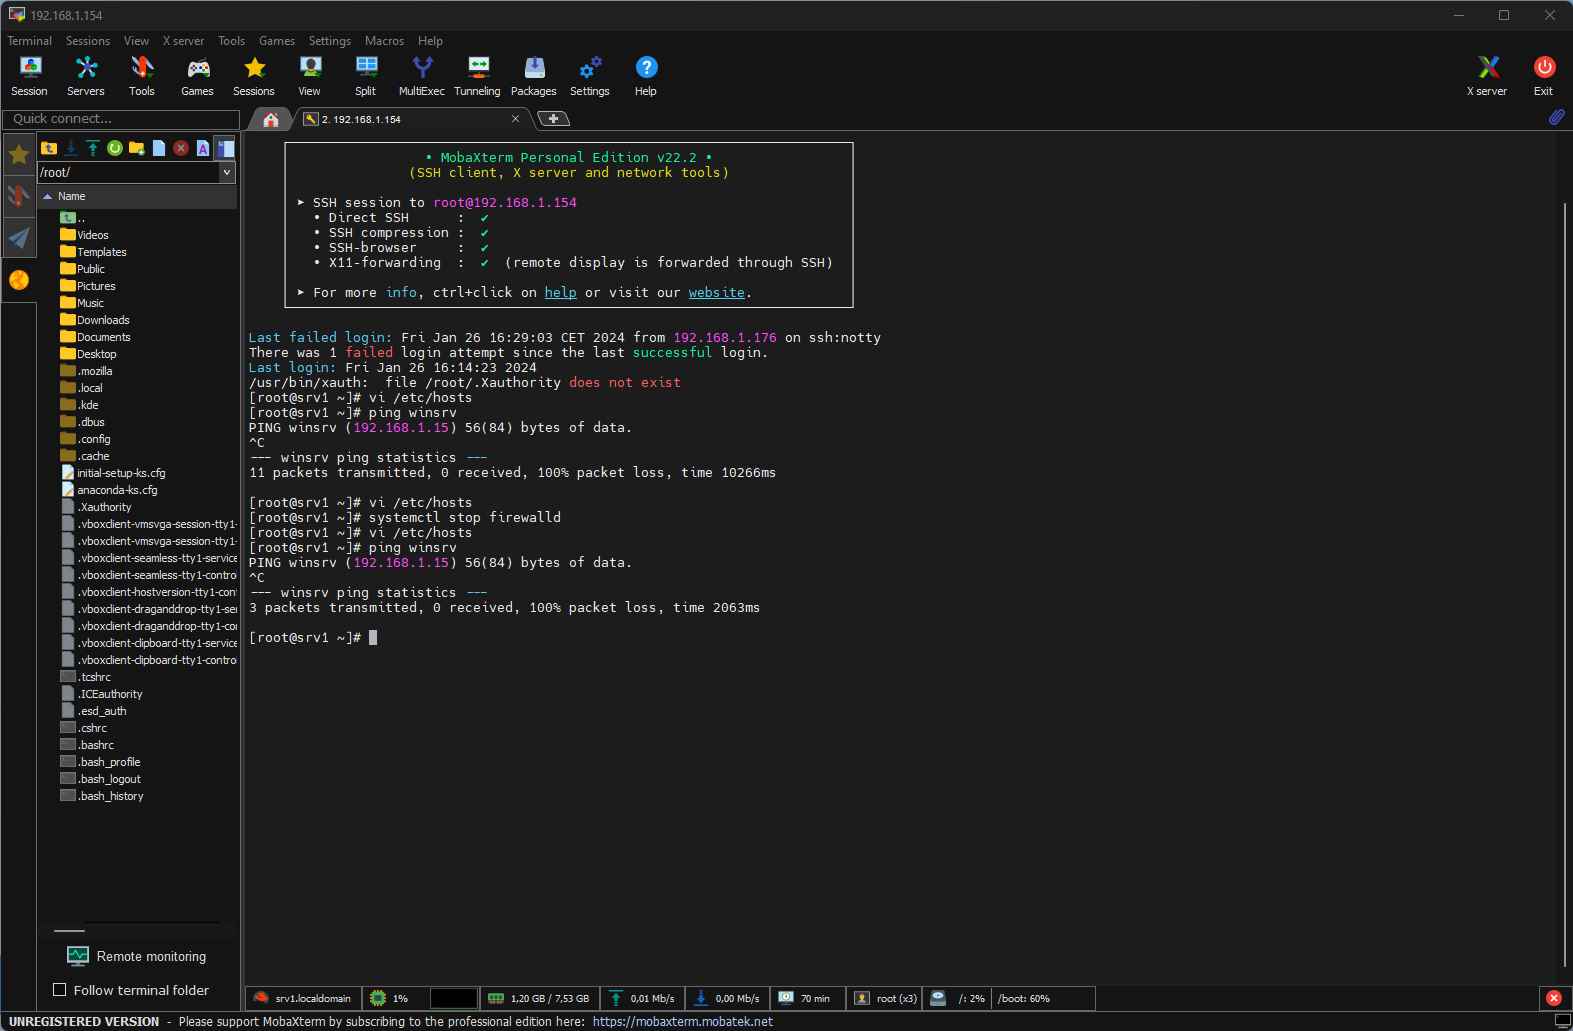 192.168.1.154
Terminal Sessions View X server Tools Games Settings Macros Help
Session Servers Tools Games Sessions View Split MultiExec Tunneling Packages Settings Help X server Exit
Quick connect...
2. 192.168.1.154
/root/
Name
..
Videos
Templates
Public
Pictures
Music
Downloads
Documents
Desktop
.mozilla
.local
.kde
.dbus
.config
.cache
initial-setup-ks.cfg
anaconda-ks.cfg
.Xauthority
.vboxclient-vmsvga-session-tty1-
.vboxclient-vmsvga-session-tty1-
.vboxclient-seamless-tty1-service
.vboxclient-seamless-tty1-contro
.vboxclient-hostversion-tty1-con
.vboxclient-draganddrop-tty1-ser
.vboxclient-draganddrop-tty1-co
.vboxclient-clipboard-tty1-service
.vboxclient-clipboard-tty1-contro
.tcshrc
.ICEauthority
.esd_auth
.cshrc
.bashrc
.bash_profile
.bash_logout
.bash_history
Remote monitoring
Follow terminal folder
• MobaXterm Personal Edition v22.2 •
(SSH client, X server and network tools)
➤ SSH session to root@192.168.1.154
• Direct SSH : ✔
• SSH compression : ✔
• SSH-browser : ✔
• X11-forwarding : ✔ (remote display is forwarded through SSH)
➤ For more info, ctrl+click on help or visit our website.
Last failed login: Fri Jan 26 16:29:03 CET 2024 from 192.168.1.176 on ssh:notty
There was 1 failed login attempt since the last successful login.
Last login: Fri Jan 26 16:14:23 2024
/usr/bin/xauth:  file /root/.Xauthority does not exist
[root@srv1 ~]# vi /etc/hosts
[root@srv1 ~]# ping winsrv
PING winsrv (192.168.1.15) 56(84) bytes of data.
^C
--- winsrv ping statistics ---
11 packets transmitted, 0 received, 100% packet loss, time 10266ms
[root@srv1 ~]# vi /etc/hosts
[root@srv1 ~]# systemctl stop firewalld
[root@srv1 ~]# vi /etc/hosts
[root@srv1 ~]# ping winsrv
PING winsrv (192.168.1.15) 56(84) bytes of data.
^C
--- winsrv ping statistics ---
3 packets transmitted, 0 received, 100% packet loss, time 2063ms
[root@srv1 ~]#
srv1.localdomain 1% 1,20 GB / 7,53 GB 0,01 Mb/s 0,00 Mb/s 70 min root (x3) /: 2% /boot: 60%
UNREGISTERED VERSION - Please support MobaXterm by subscribing to the professional edition here: https://mobaxterm.mobatek.net